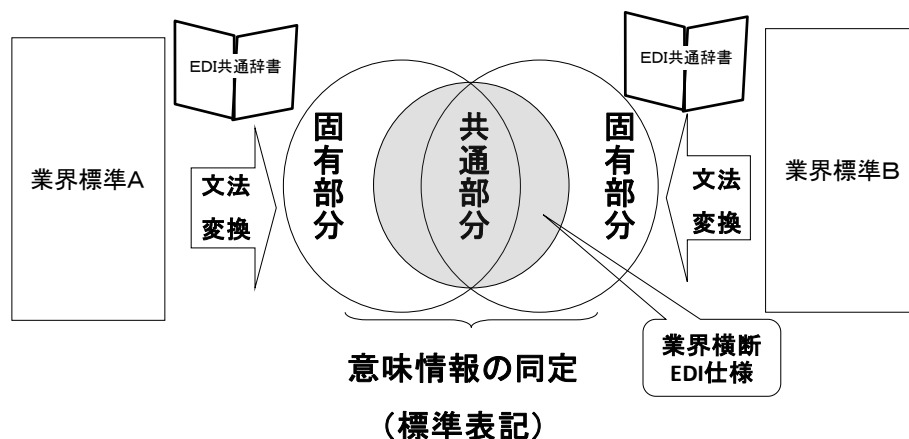 EDI共通辞書
EDI共通辞書
業界標準A
文法
変換
固有部分
共通部分
固有部分
文法
変換
業界標準B
業界横断
EDI仕様
意味情報の同定
（標準表記）